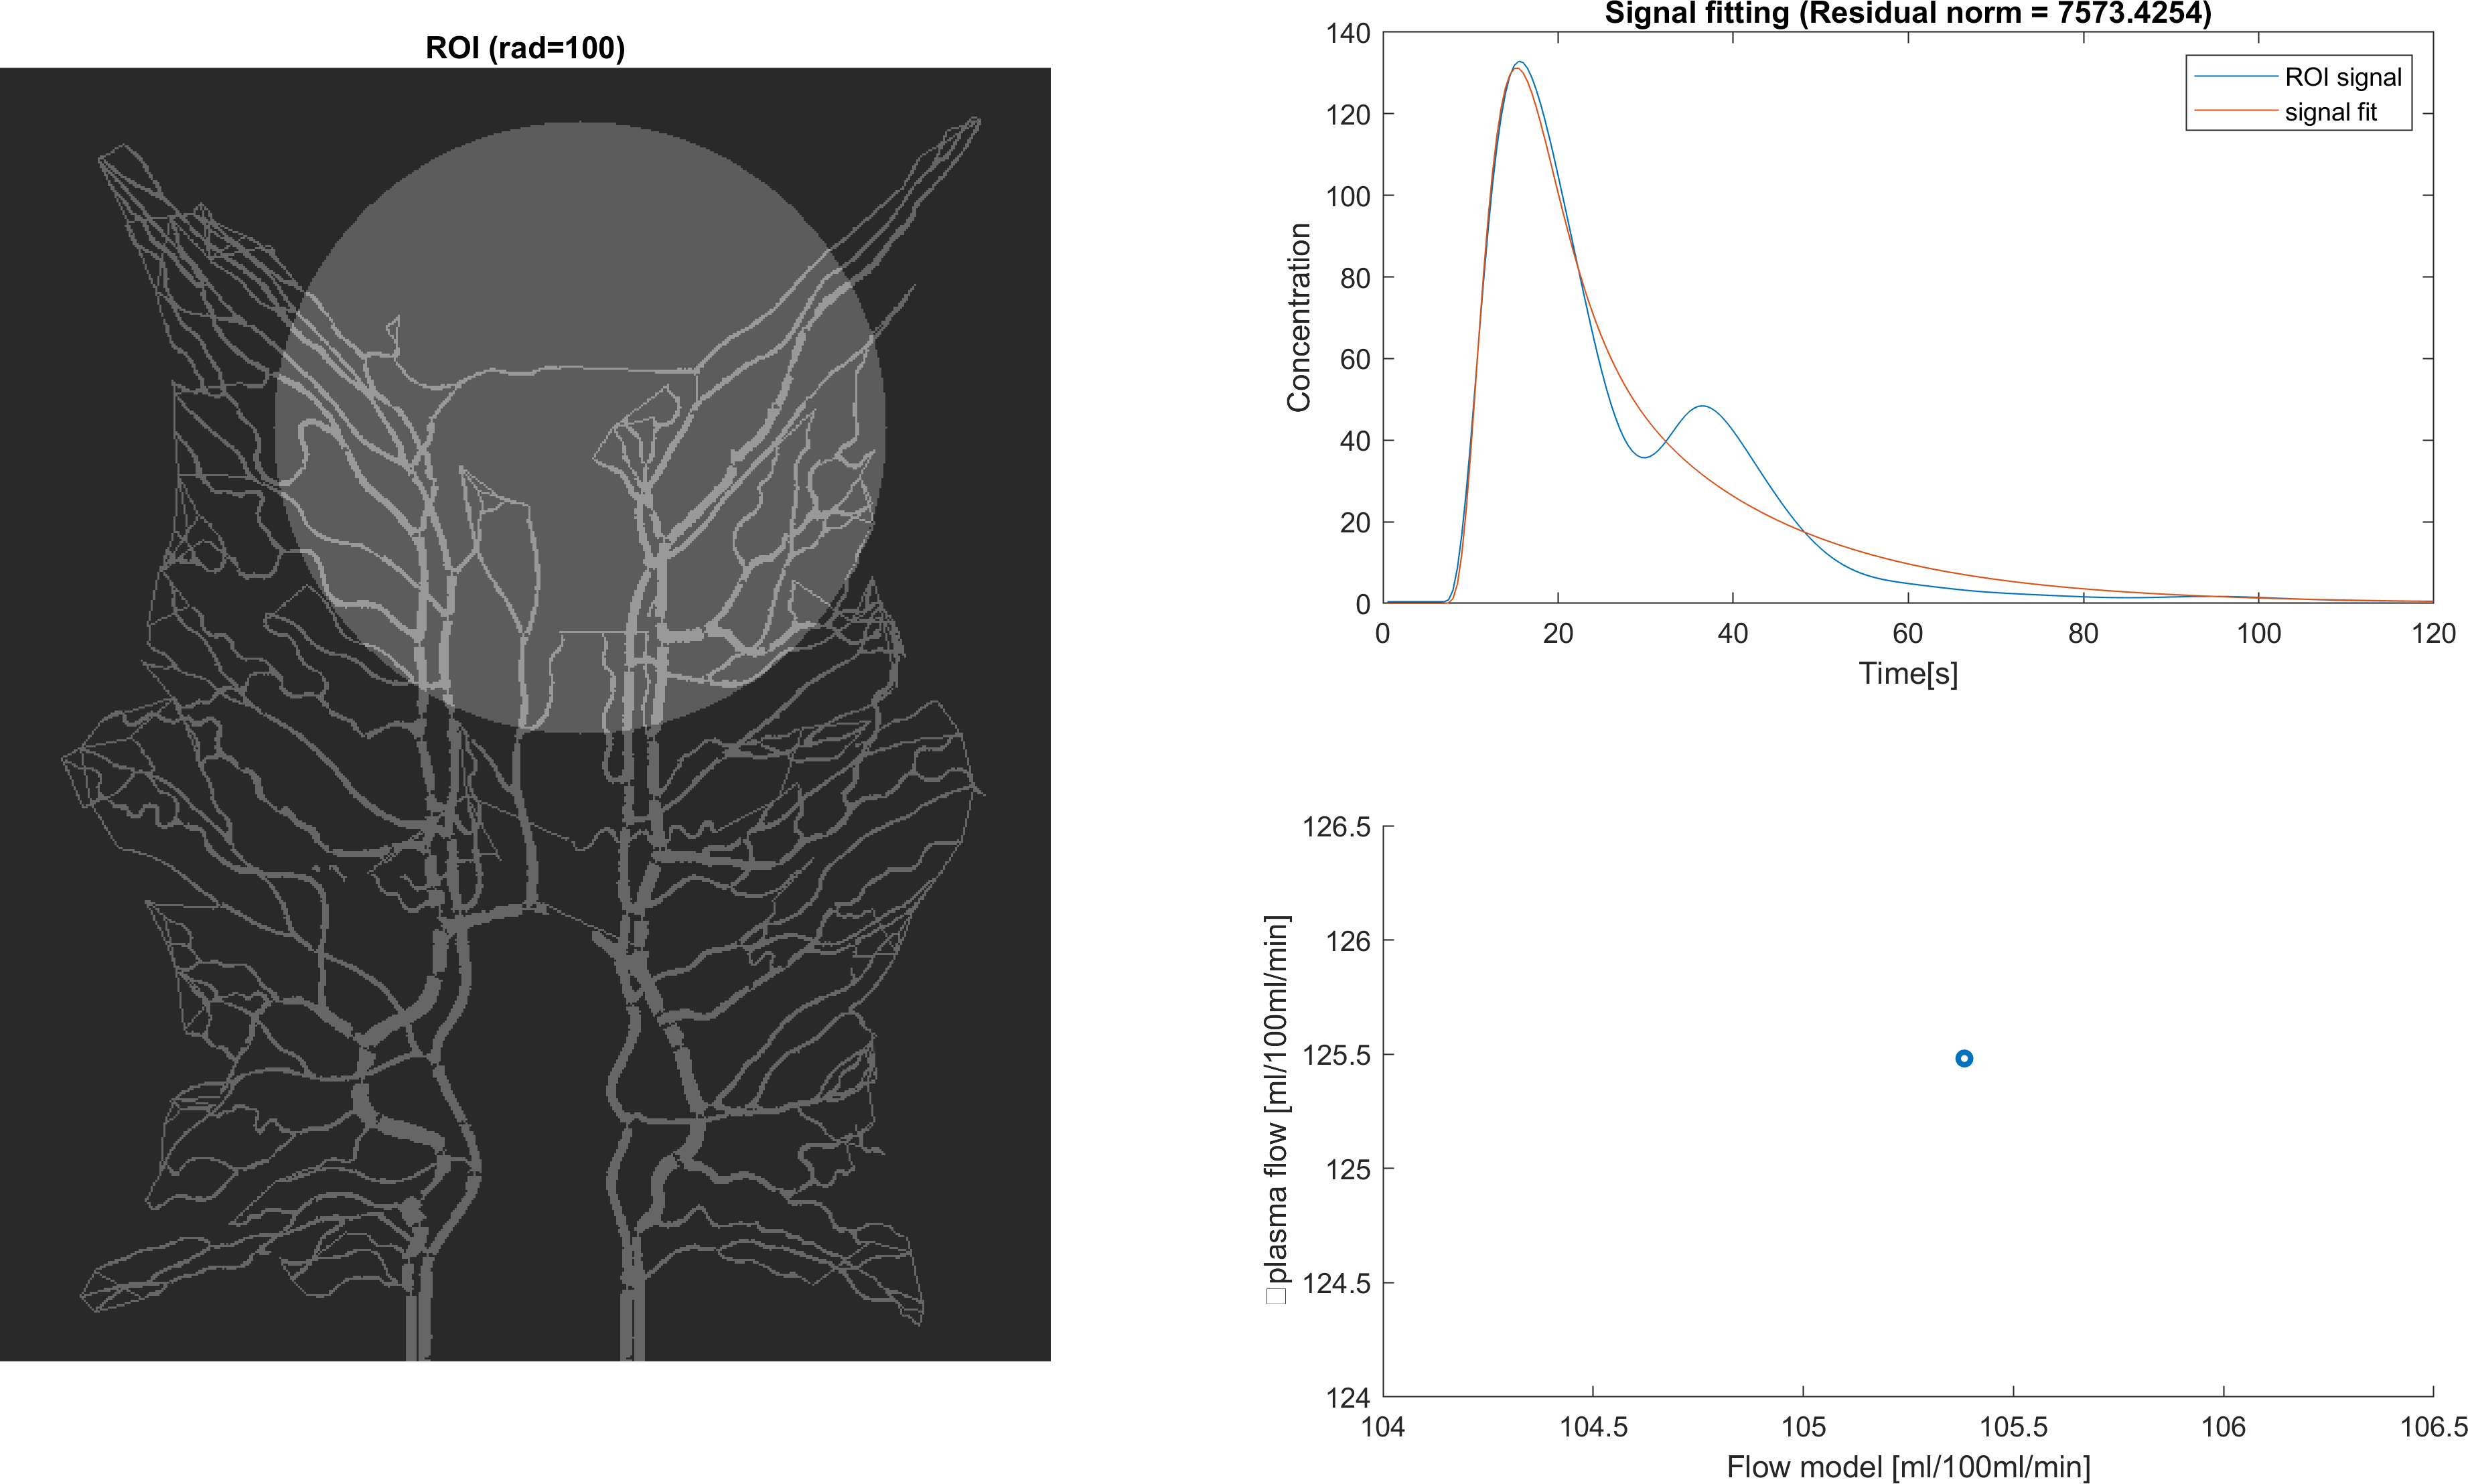 ROI (rad=100)
Signal fitting (Residual norm = 7573.4254)
140
120
100
80
60
40
20
0
Concentration
ROI signal
signal fit
0 20 40 60 80 100 120
Time[s]
126.5
126
125.5
125
124.5
124
□plasma flow [ml/100ml/min]
104 104.5 105 105.5 106 106.5
Flow model [ml/100ml/min]